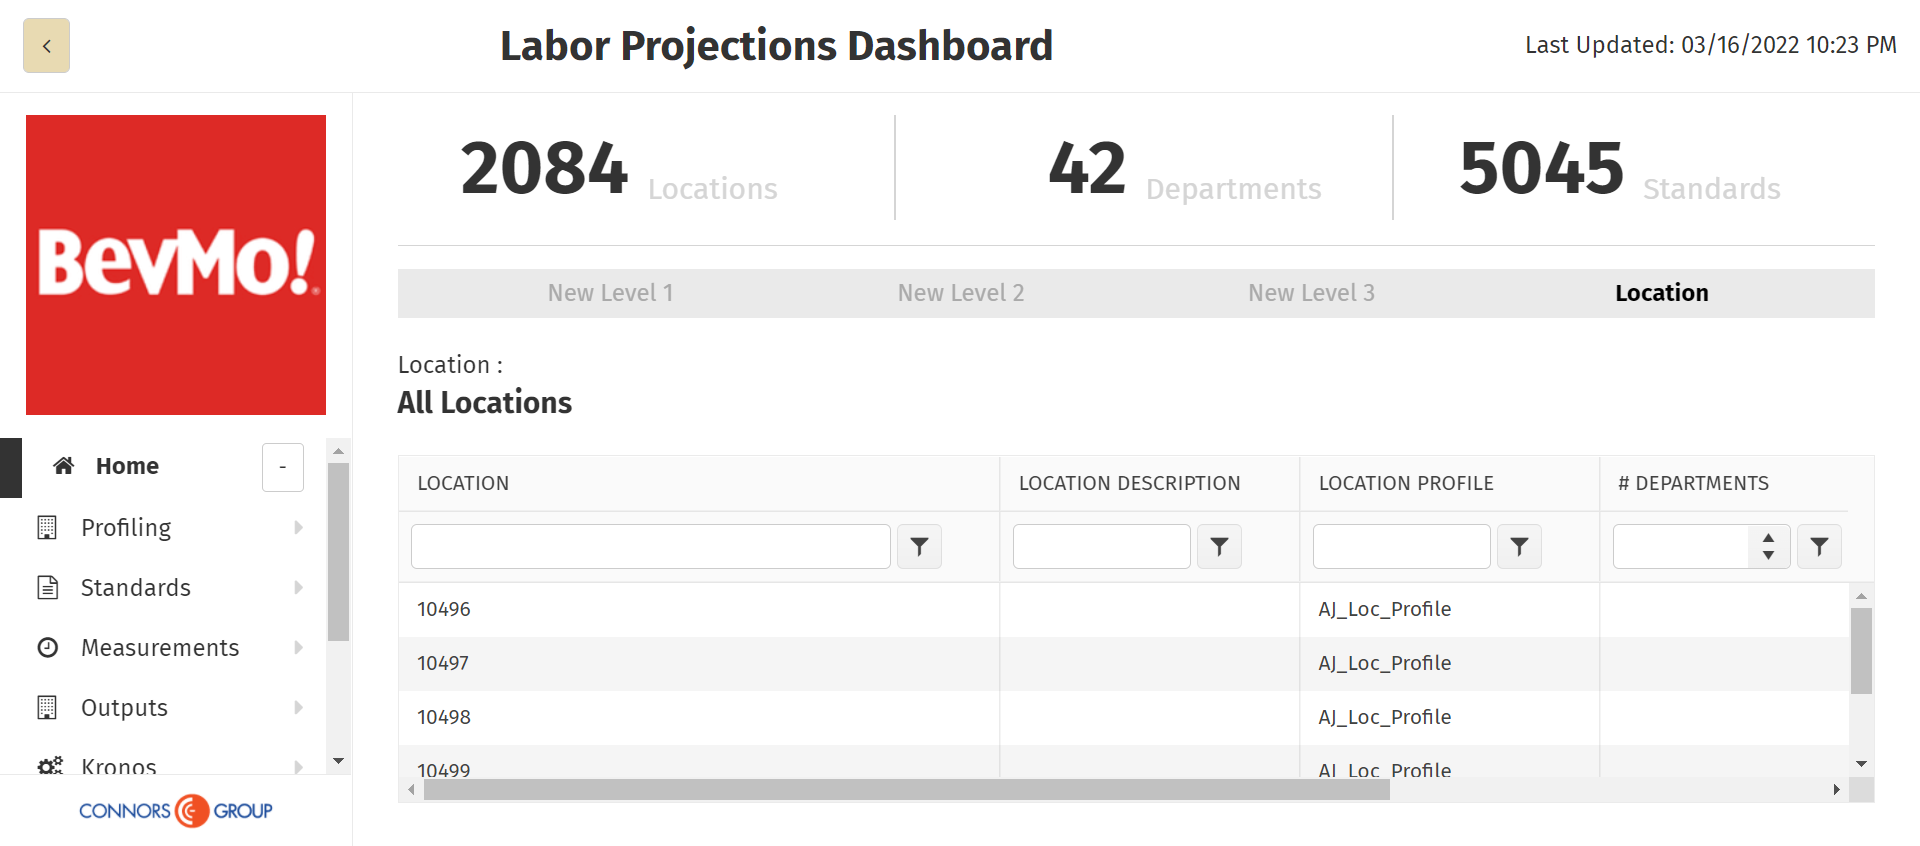 Labor Projections Dashboard
Last Updated: 03/16/2022 10:23 PM
BevMo!
2084 Locations
42 Departments
5045 Standards
New Level 1
New Level 2
New Level 3
Location
Location :
All Locations
Home
-
Profiling
Standards
Measurements
Outputs
Kronos
CONNORS GROUP
LOCATION
LOCATION DESCRIPTION
LOCATION PROFILE
# DEPARTMENTS
10496 AJ_Loc_Profile
10497 AJ_Loc_Profile
10498 AJ_Loc_Profile
10499 AJ_Loc_Profile